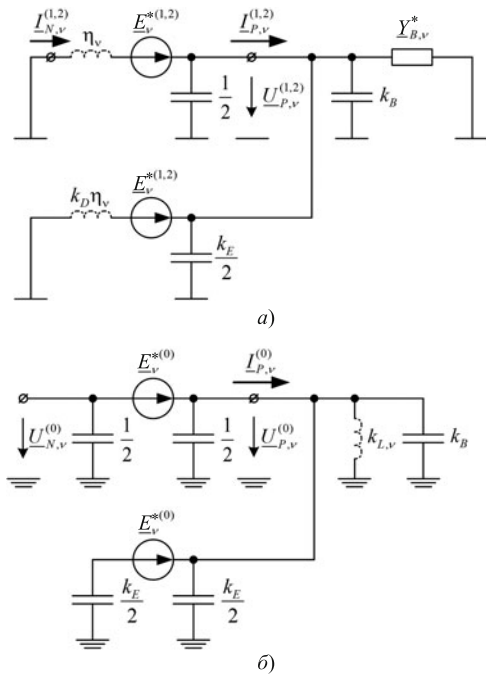 I_{N,ν}^{(1,2)} η_ν E_ν^{*(1,2)} I_{P,ν}^{(1,2)} Y_{B,ν}^{*}
1/2 U_{P,ν}^{(1,2)} k_B
k_D η_ν E_ν^{*(1,2)}
k_E/2
а)
E_ν^{*(0)} I_{P,ν}^{(0)}
U_{N,ν}^{(0)} 1/2 1/2 U_{P,ν}^{(0)} k_{L,ν} k_B
E_ν^{*(0)}
k_E/2 k_E/2
б)